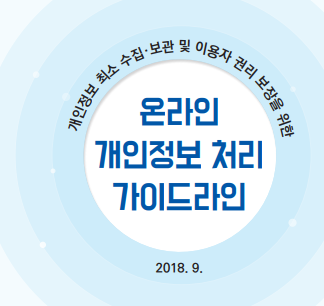 개인정보 최소 수집·보관 및 이용자 권리 보장을 위한
온라인
개인정보 처리
가이드라인
2018. 9.